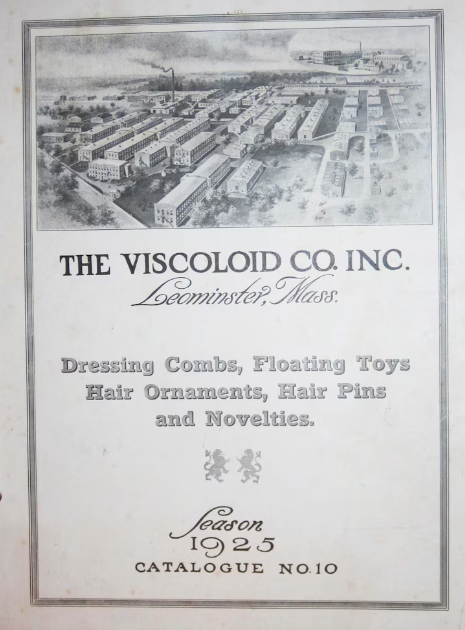 THE VISCOLOID CO. INC.
Leominster, Mass.
Dressing Combs, Floating Toys
Hair Ornaments, Hair Pins
and Novelties.
Season
1925
CATALOGUE NO. 10